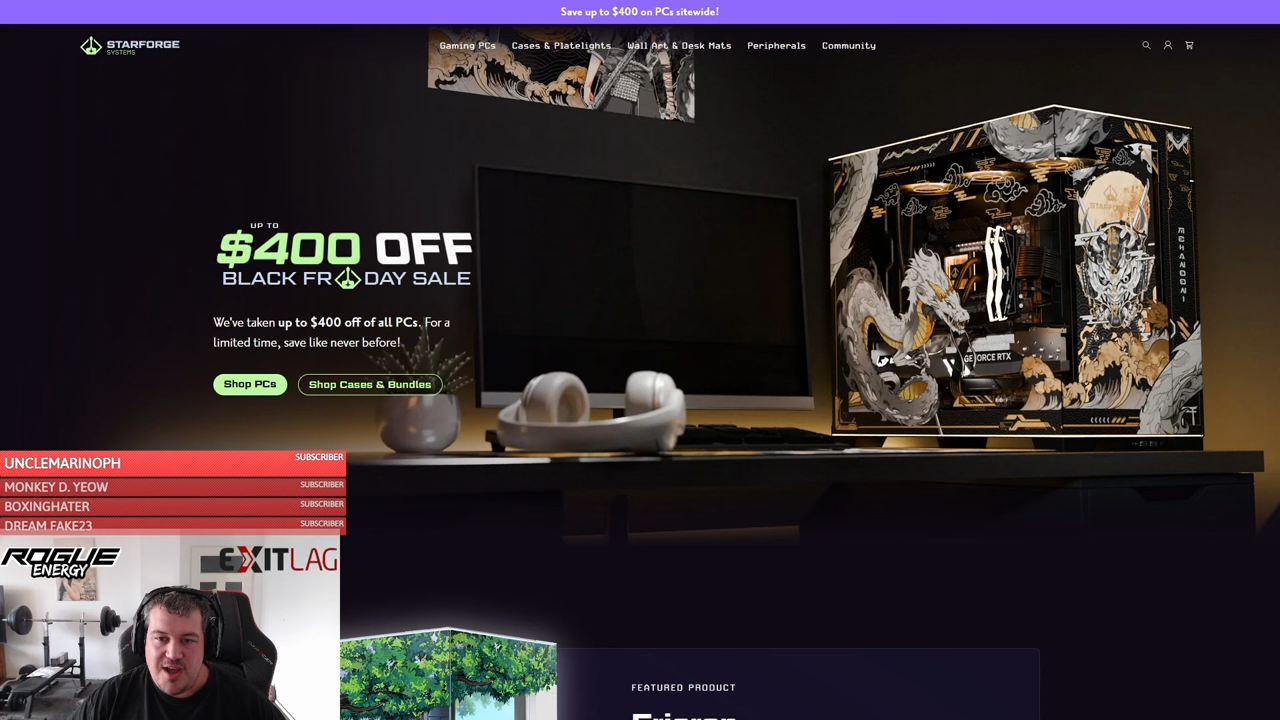 Save up to $400 on PCs sitewide!
STARFORGE
SYSTEMS
Gaming PCs Cases & Platelights Wall Art & Desk Mats Peripherals Community
UP TO
$400 OFF
BLACK FRIDAY SALE
We've taken up to $400 off of all PCs. For a
limited time, save like never before!
Shop PCs Shop Cases & Bundles
GEFORCE RTX
UNCLEMARINOPH SUBSCRIBER
MONKEY D. YEOW SUBSCRIBER
BOXINGHATER SUBSCRIBER
DREAM FAKE23 SUBSCRIBER
ROGUE
ENERGY
EXITLAG
FEATURED PRODUCT